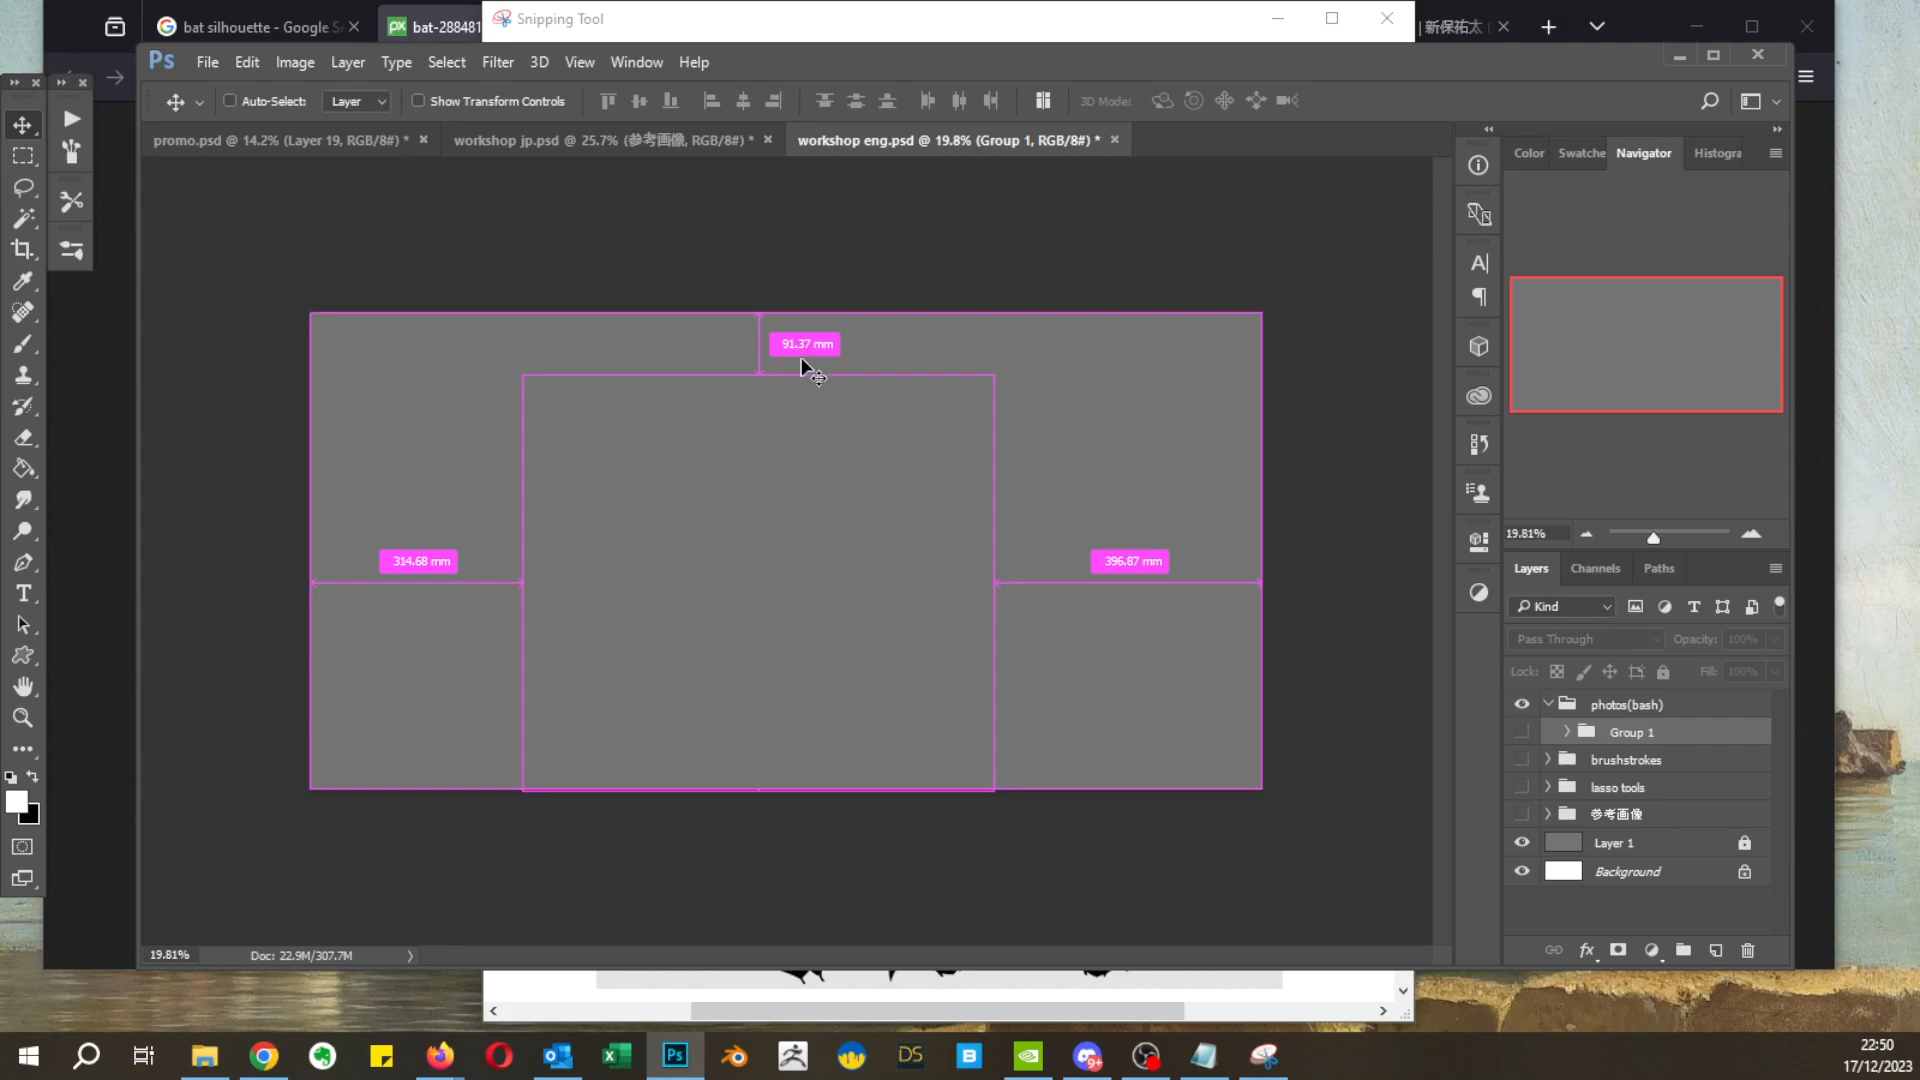 bat silhouette - Google Se
px
bat-288481
Snipping Tool
新保祐太 (
Ps
File Edit Image Layer Type Select Filter 3D View Window Help
Auto-Select: Layer Show Transform Controls 3D Mode:
promo.psd @ 14.2% (Layer 19, RGB/8#) *
workshop jp.psd @ 25.7% (参考画像, RGB/8#) *
workshop eng.psd @ 19.8% (Group 1, RGB/8#) *
Color Swatche Navigator Histogra
91.37 mm
314.68 mm
396.87 mm
19.81%
Layers Channels Paths
Kind
Pass Through Opacity: 100%
Lock: Fill: 100%
photos(bash)
Group 1
brushstrokes
lasso tools
参考画像
Layer 1
Background
fx
19.81% Doc: 22.9M/307.7M
Ps
DS
B
9+
22:50
17/12/2023